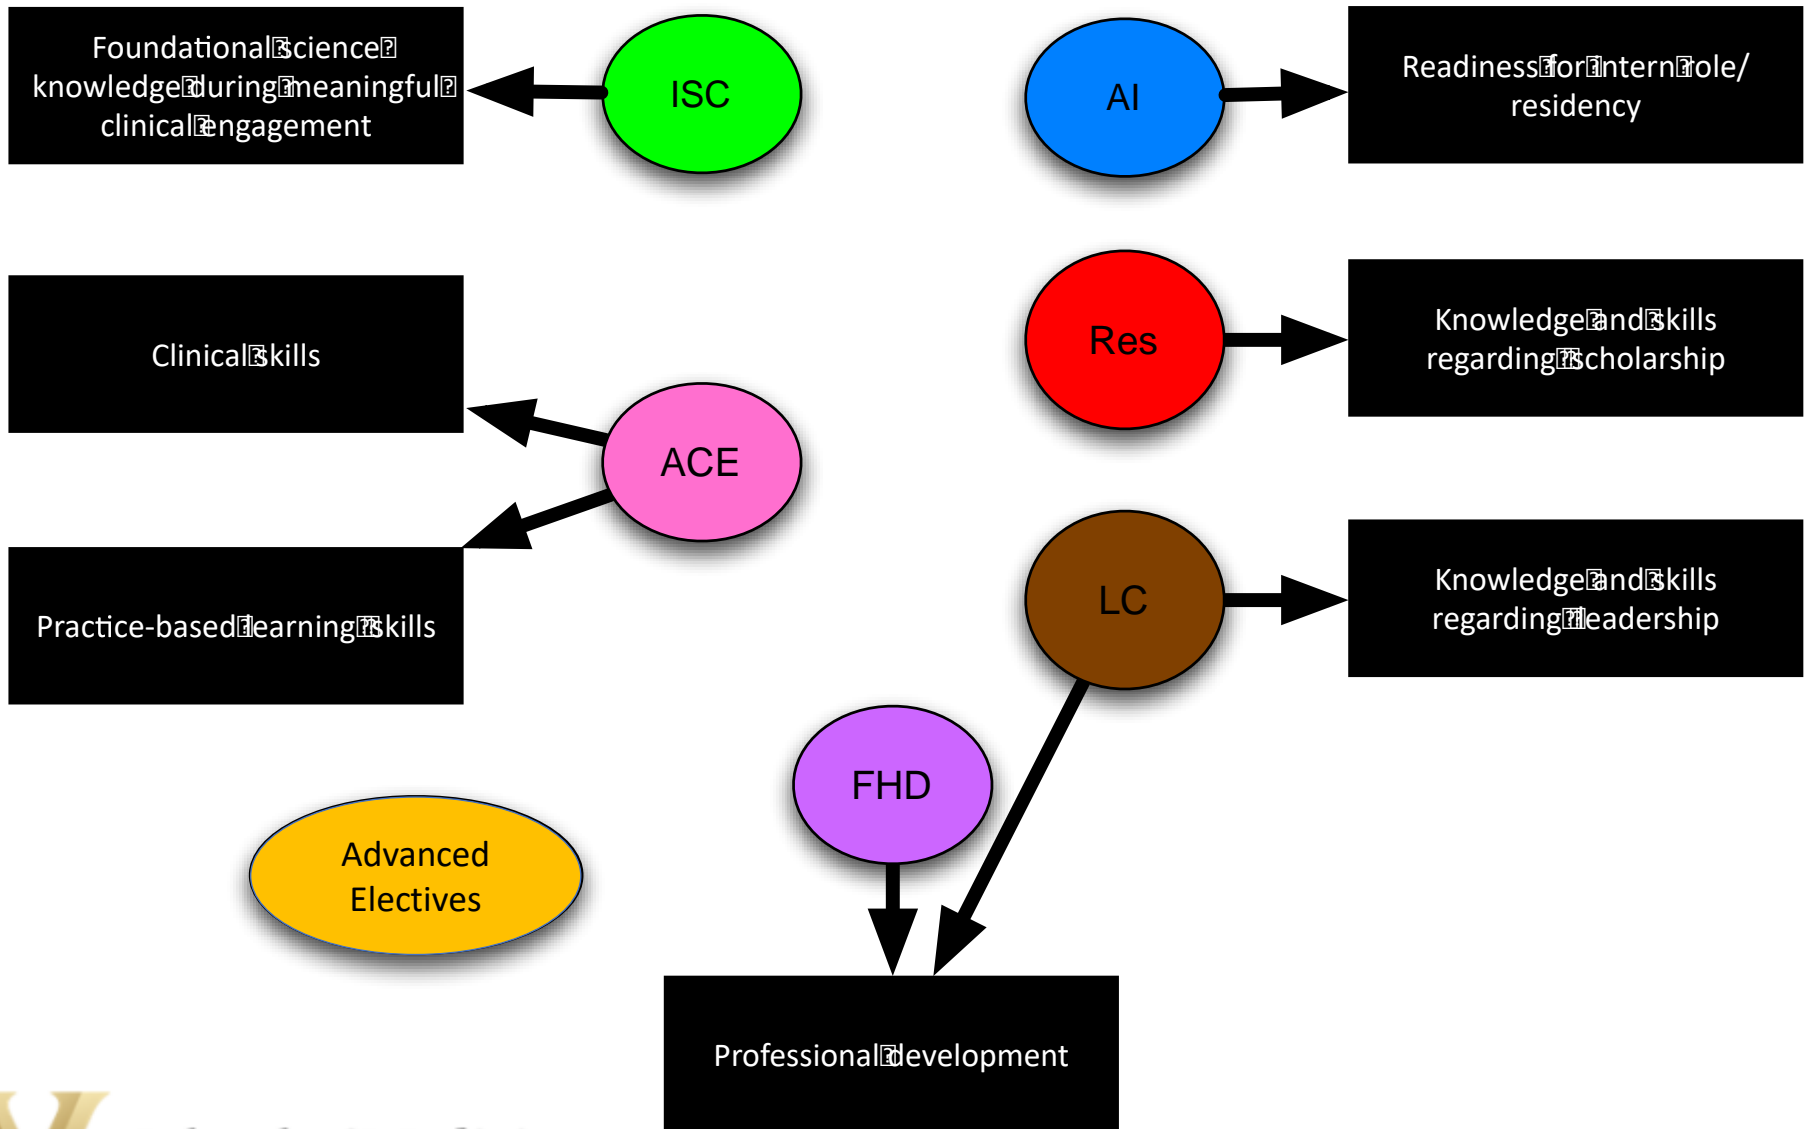 Foundational science
knowledge during meaningful
clinical engagement
ISC
AI
Readiness for intern role/
residency
Clinical skills
Res
Knowledge and skills
regarding scholarship
ACE
Practice-based learning skills
LC
Knowledge and skills
regarding leadership
FHD
Advanced
Electives
Professional development